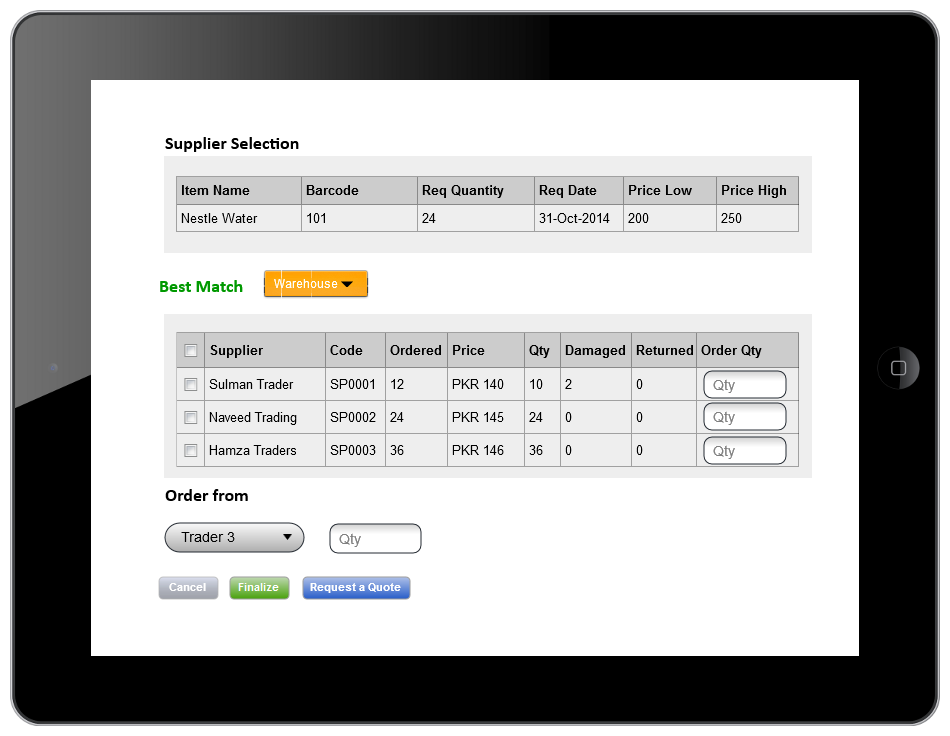 Supplier Selection
Item Name Barcode Req Quantity Req Date Price Low Price High
Nestle Water 101 24 31-Oct-2014 200 250
Best Match Warehouse
Supplier Code Ordered Price Qty Damaged Returned Order Qty
Sulman Trader SP0001 12 PKR 140 10 2 0 Qty
Naveed Trading SP0002 24 PKR 145 24 0 0 Qty
Hamza Traders SP0003 36 PKR 146 36 0 0 Qty
Order from
Trader 3 Qty
Cancel Finalize Request a Quote